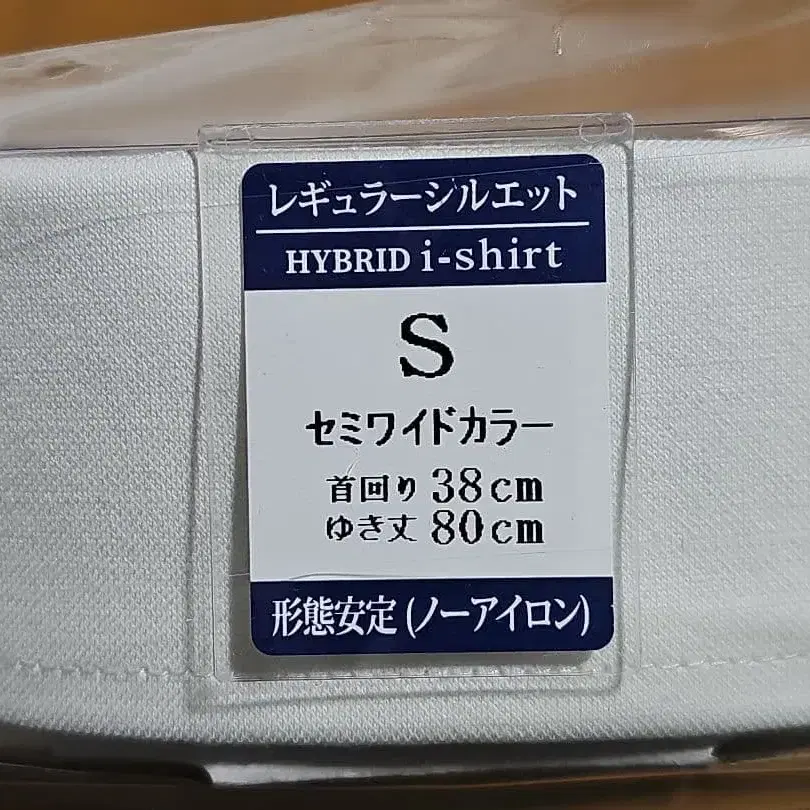 レギュラーシルエット
HYBRID i-shirt
S
セミワイドカラー
首回り 38cm
ゆき丈 80cm
形態安定 (ノーアイロン)